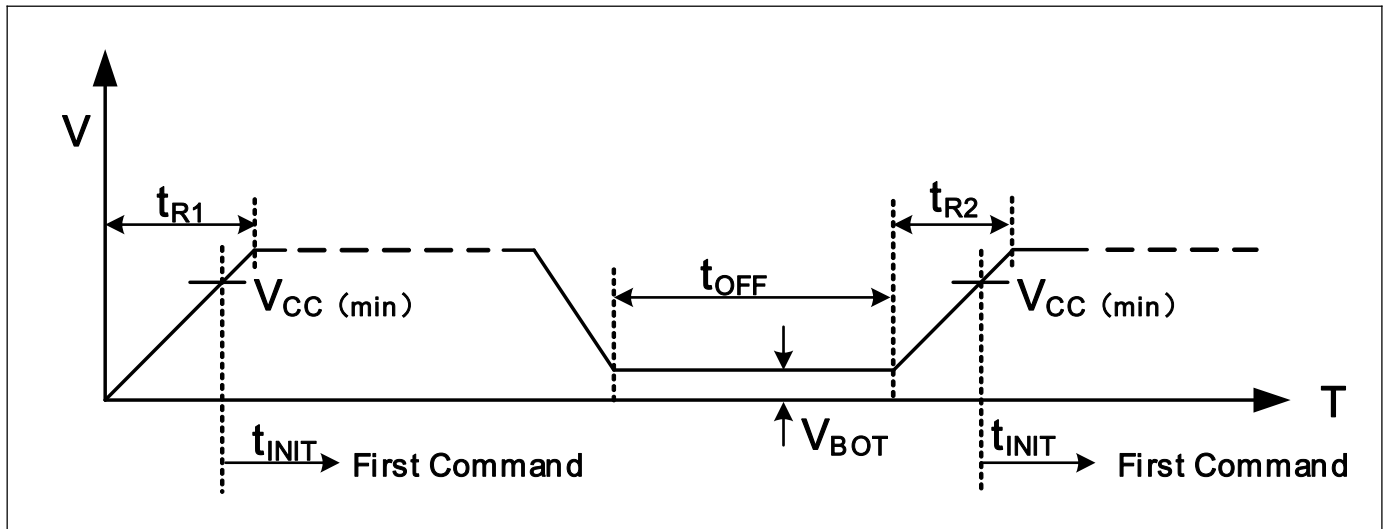 V
tR1
VCC（min）
tINIT
First Command
tOFF
VBOT
tR2
VCC（min）
tINIT
First Command
T